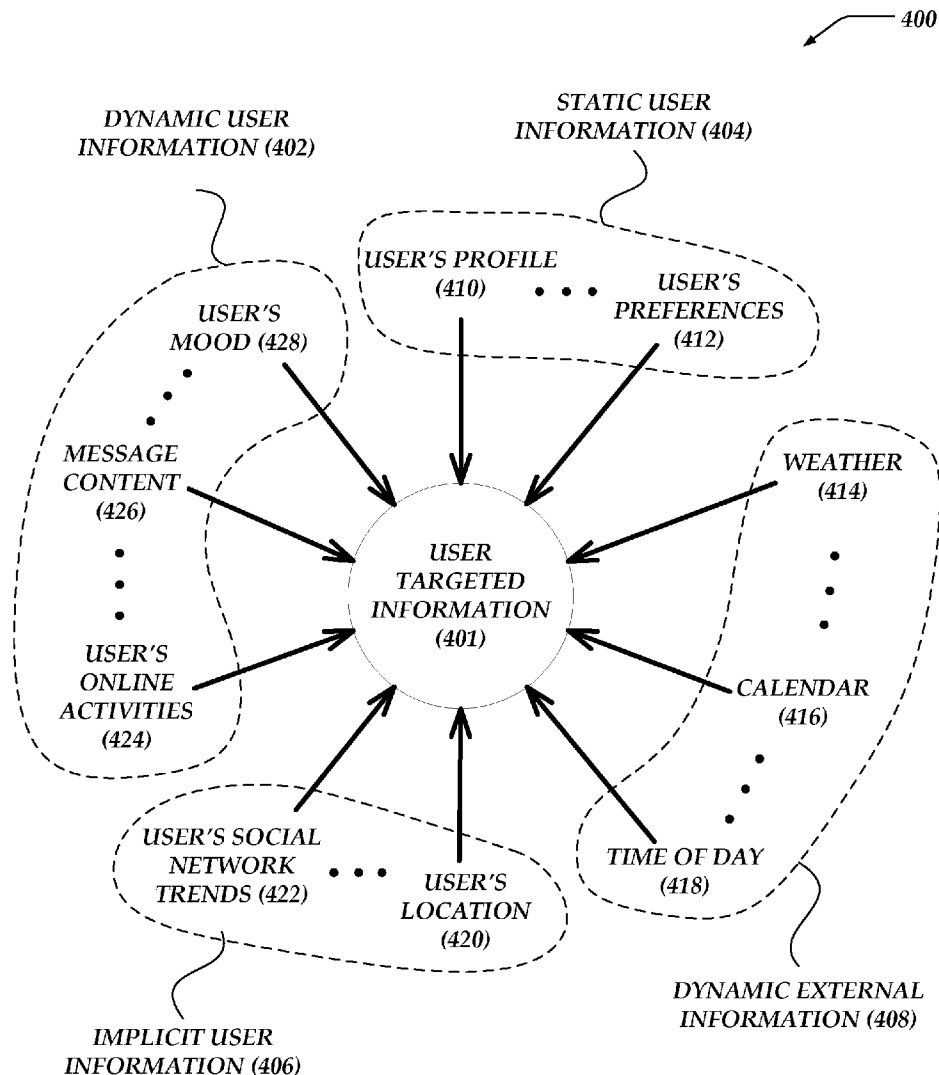 400
STATIC USER
INFORMATION (404)
DYNAMIC USER
INFORMATION (402)
USER'S PROFILE
(410)
USER'S
PREFERENCES
(412)
USER'S
MOOD (428)
MESSAGE
CONTENT
(426)
WEATHER
(414)
USER
TARGETED
INFORMATION
(401)
USER'S
ONLINE
ACTIVITIES
(424)
CALENDAR
(416)
USER'S SOCIAL
NETWORK
TRENDS (422)
USER'S
LOCATION
(420)
TIME OF DAY
(418)
DYNAMIC EXTERNAL
INFORMATION (408)
IMPLICIT USER
INFORMATION (406)